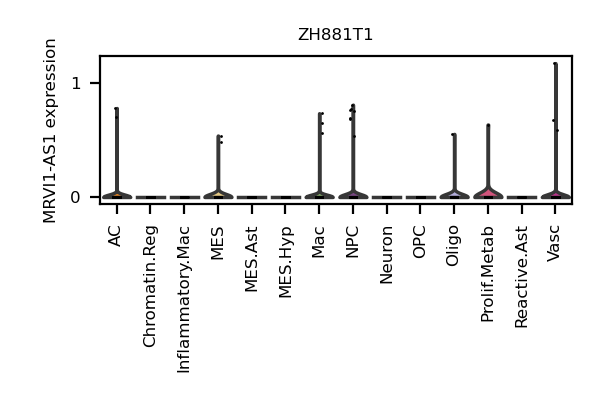 ZH881T1
MRVI1-AS1 expression
1
0
AC
Chromatin.Reg
Inflammatory.Mac
MES
MES.Ast
MES.Hyp
Mac
NPC
Neuron
OPC
Oligo
Prolif.Metab
Reactive.Ast
Vasc